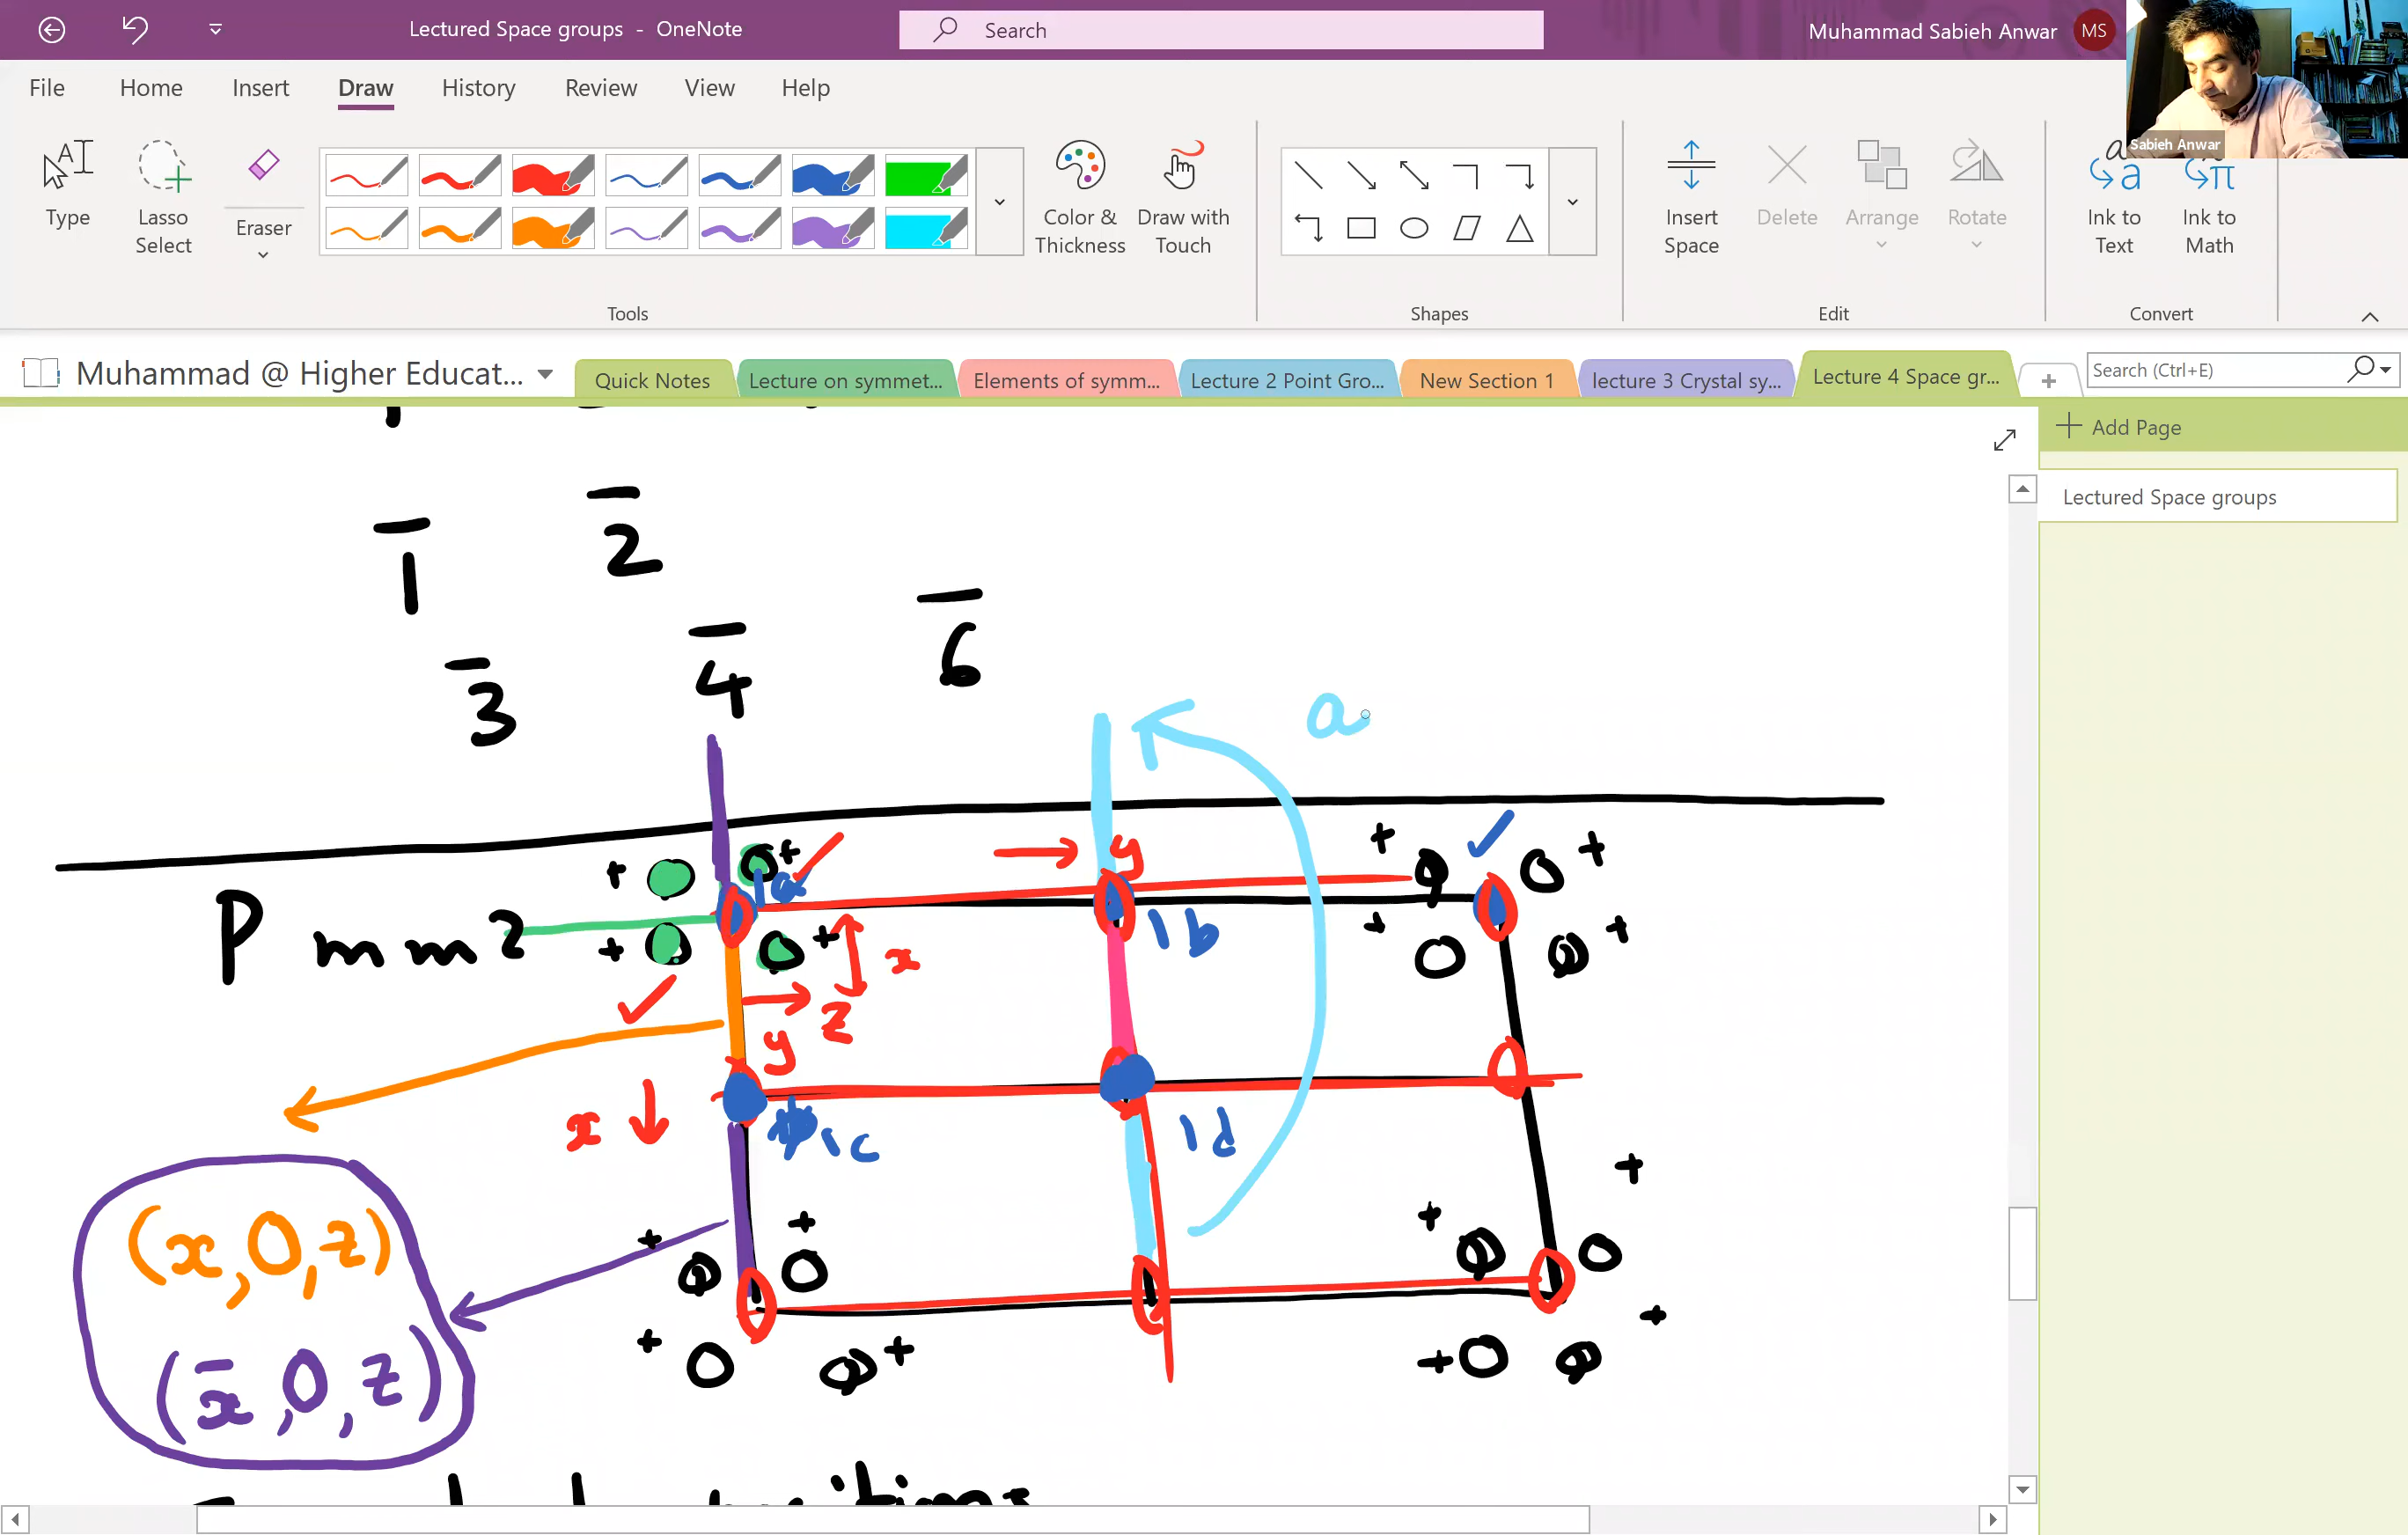 Lectured Space groups - OneNote
Search
Muhammad Sabieh Anwar
MS
File Home Insert Draw History Review View Help
Sabieh Anwar
Type
Lasso Select
Eraser
Color & Thickness
Draw with Touch
Insert Space
Delete
Arrange
Rotate
Ink to Text
Ink to Math
Tools
Shapes
Edit
Convert
Muhammad @ Higher Educat...
Quick Notes
Lecture on symmet...
Elements of symm...
Lecture 2 Point Gro...
New Section 1
lecture 3 Crystal sy...
Lecture 4 Space gr...
Search (Ctrl+E)
Add Page
Lectured Space groups
1̄ 2̄
3̄ 4̄ 6̄
a
y
+ + + +
1a
P mm2
1b
+ + + +
x
z
y
x
1c
1d
+
(x,0,z)
+ + +
(x̄,0,z)
+ + + +